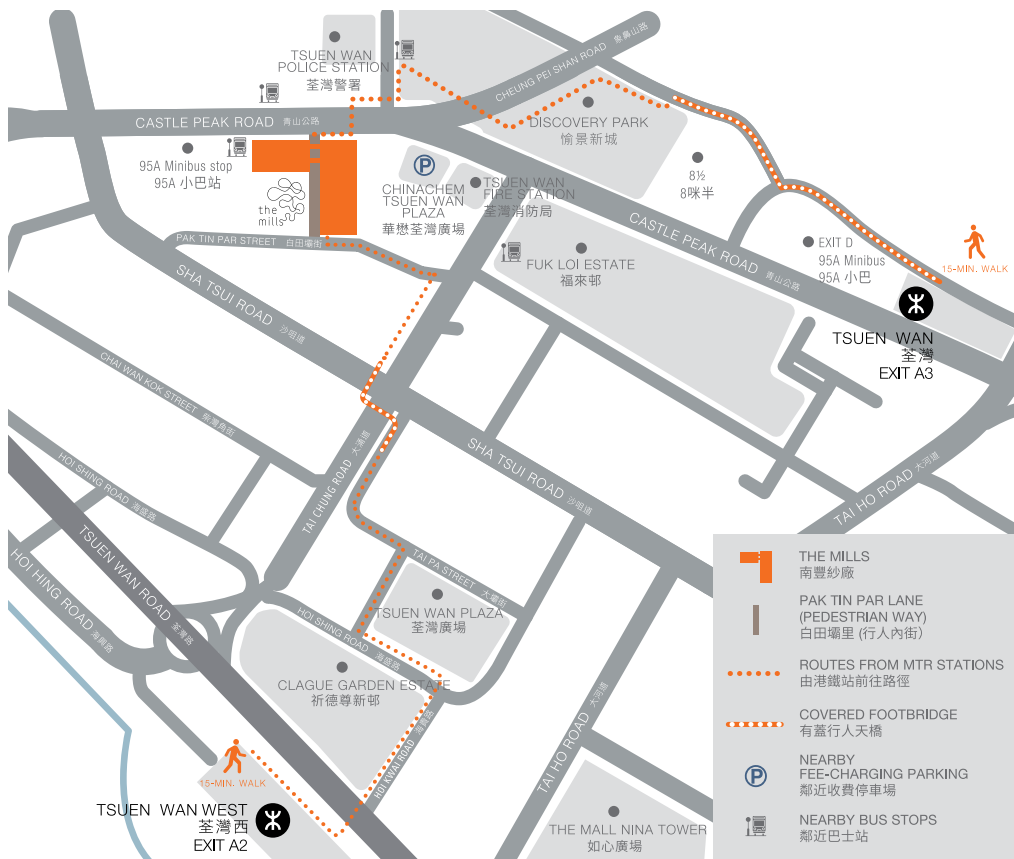 TSUEN WAN
POLICE STATION
荃灣警署
CHEUNG PEI SHAN ROAD 象鼻山路
CASTLE PEAK ROAD 青山公路
DISCOVERY PARK
愉景新城
95A Minibus stop
95A 小巴站
the
mills
P
CHINACHEM
TSUEN WAN
PLAZA
華懋荃灣廣場
TSUEN WAN
FIRE STATION
荃灣消防局
8½
8咪半
PAK TIN PAR STREET 白田壩街
FUK LOI ESTATE
福來邨
CASTLE PEAK ROAD 青山公路
EXIT D
95A Minibus
95A 小巴
15-MIN. WALK
TSUEN WAN
荃灣
EXIT A3
SHA TSUI ROAD 沙咀道
CHAI WAN KOK STREET 柴灣角街
HOI SHING ROAD 海盛路
TAI CHUNG ROAD 大涌道
SHA TSUI ROAD 沙咀道
TAI HO ROAD 大河道
HOI HING ROAD 海興路
TSUEN WAN ROAD 荃灣路
TAI PA STREET 大壩街
TSUEN WAN PLAZA
荃灣廣場
HOI SHING ROAD 海盛路
CLAGUE GARDEN ESTATE
祈德尊新邨
HOI KWAI ROAD 海貴路
TAI HO ROAD 大河道
15-MIN. WALK
TSUEN WAN WEST
荃灣西
EXIT A2
THE MALL NINA TOWER
如心廣場
THE MILLS
南豐紗廠
PAK TIN PAR LANE
(PEDESTRIAN WAY)
白田壩里 (行人內街)
ROUTES FROM MTR STATIONS
由港鐵站前往路徑
COVERED FOOTBRIDGE
有蓋行人天橋
P
NEARBY
FEE-CHARGING PARKING
鄰近收費停車場
NEARBY BUS STOPS
鄰近巴士站